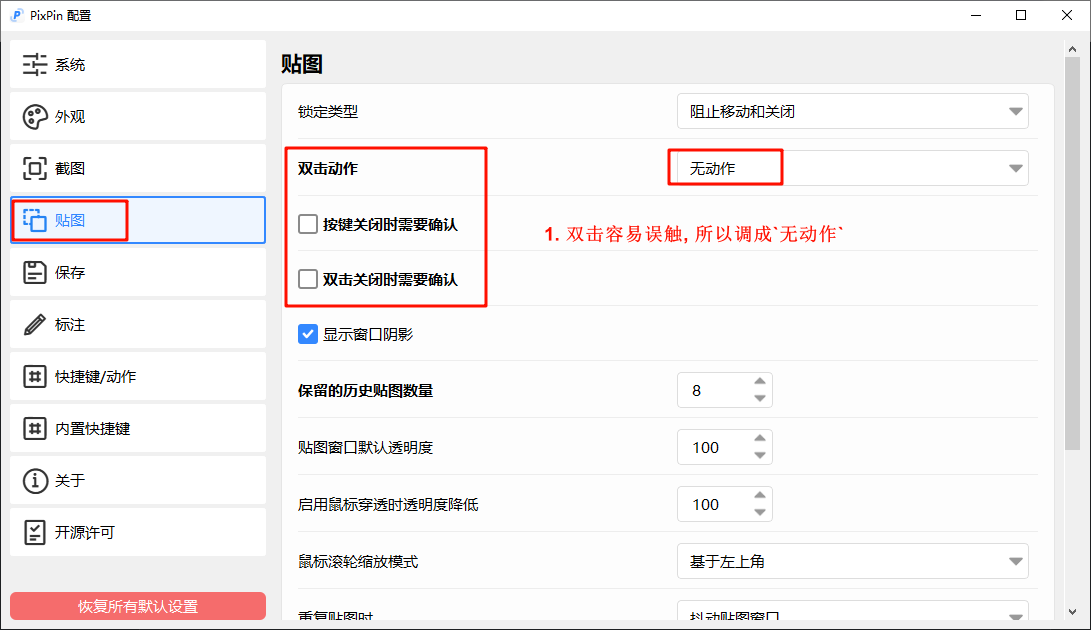 PixPin 配置
系统
外观
截图
贴图
保存
标注
快捷键/动作
内置快捷键
关于
开源许可
恢复所有默认设置
贴图
锁定类型
阻止移动和关闭
双击动作
无动作
按键关闭时需要确认
1. 双击容易误触, 所以调成`无动作`
双击关闭时需要确认
显示窗口阴影
保留的历史贴图数量
8
贴图窗口默认透明度
100
启用鼠标穿透时透明度降低
100
鼠标滚轮缩放模式
基于左上角
重复贴图时
抖动贴图窗口